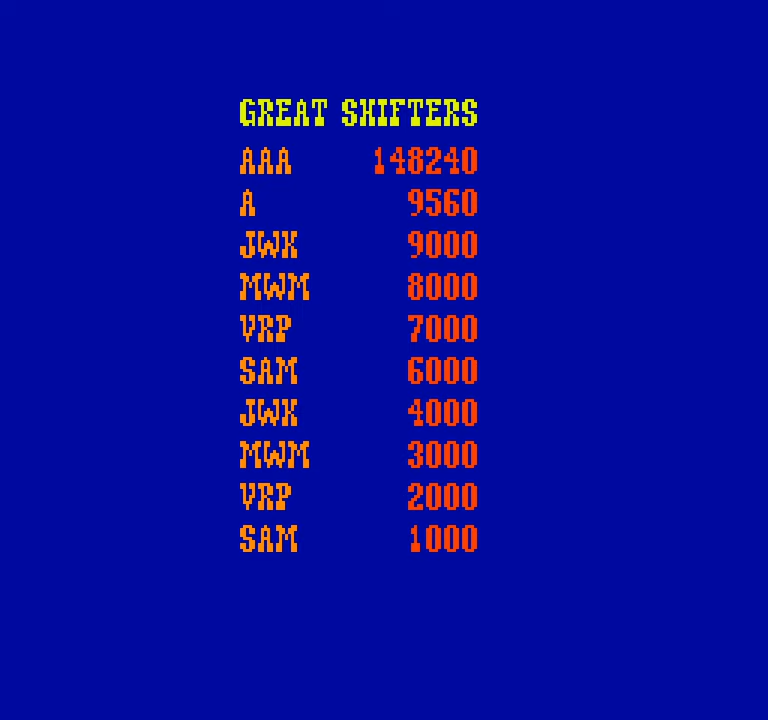 GREAT SHIFTERS
AAA 148240
A 9560
JWK 9000
MWM 8000
VRP 7000
SAM 6000
JWK 4000
MWM 3000
VRP 2000
SAM 1000